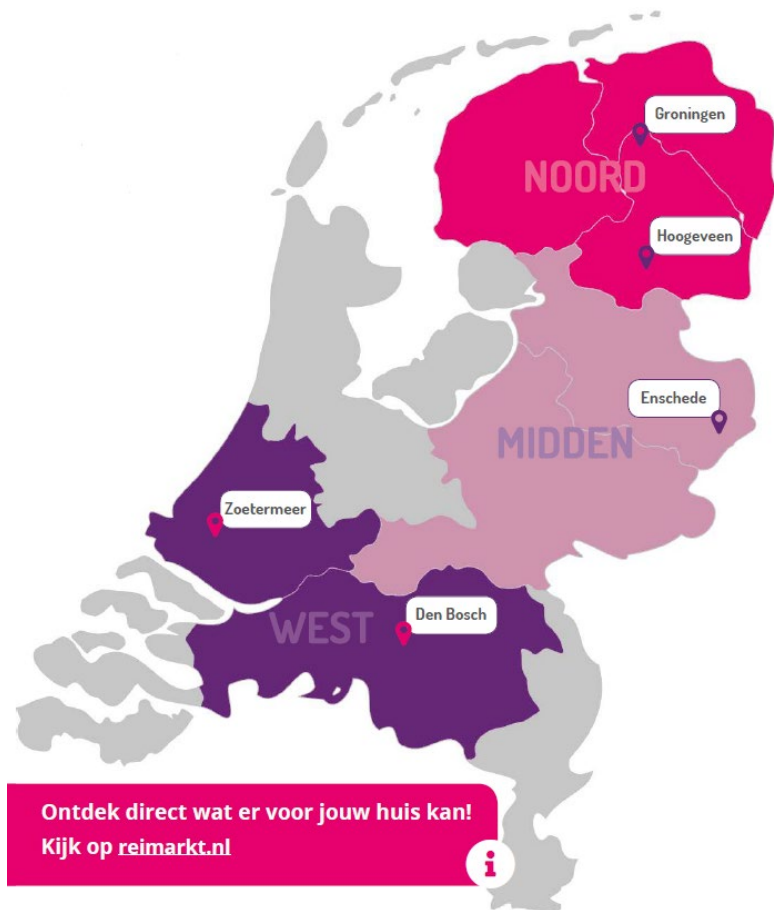 Groningen
NOORD
Hoogeveen
Enschede
MIDDEN
Zoetermeer
Den Bosch
WEST
Ontdek direct wat er voor jouw huis kan!
Kijk op reimarkt.nl
i